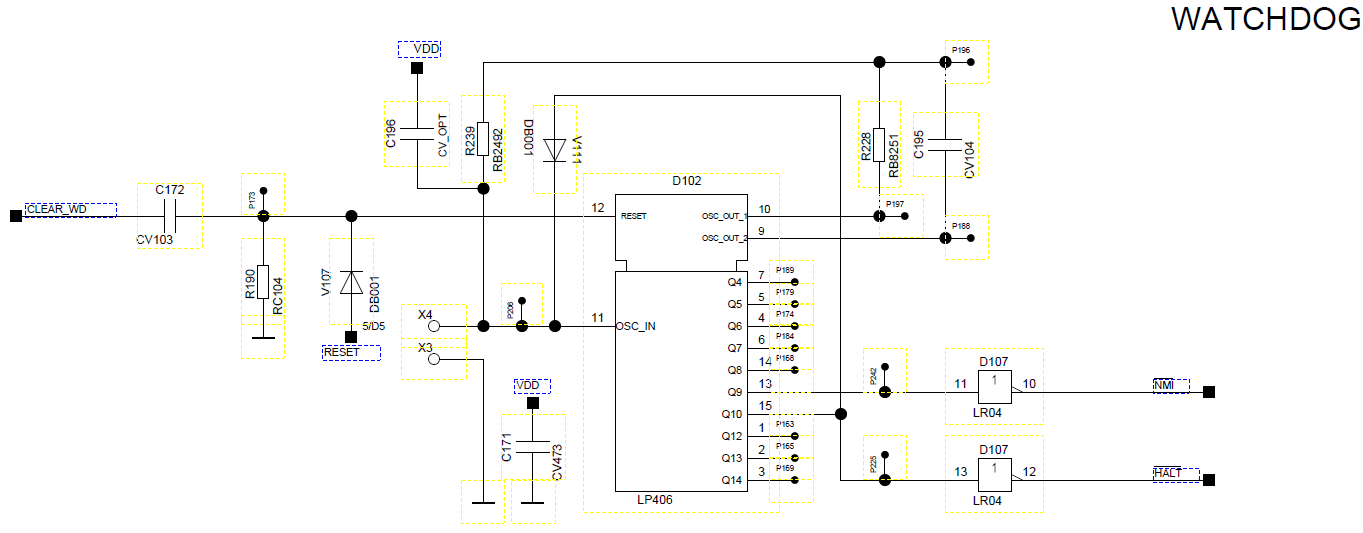 WATCHDOG
VDD
P196
C196
CV_OPT
R239
RB2492
DB001
V111
R228
RB8251
C195
CV104
C172
P173
D102
CLEAR_WD
12
RESET
OSC_OUT_1
10
P197
CV103
OSC_OUT_2
9
P188
R190
RC104
V107
DB001
5/D5
RESET
X4
X3
P206
11
OSC_IN
Q4
7
P189
Q5
5
P179
Q6
4
P174
Q7
6
P184
Q8
14
P168
Q9
13
Q10
15
Q12
1
P163
Q13
2
P165
Q14
3
P169
LP406
VDD
C171
CV473
P242
D107
11
1
10
LR04
NMI
P225
D107
13
1
12
LR04
HALT